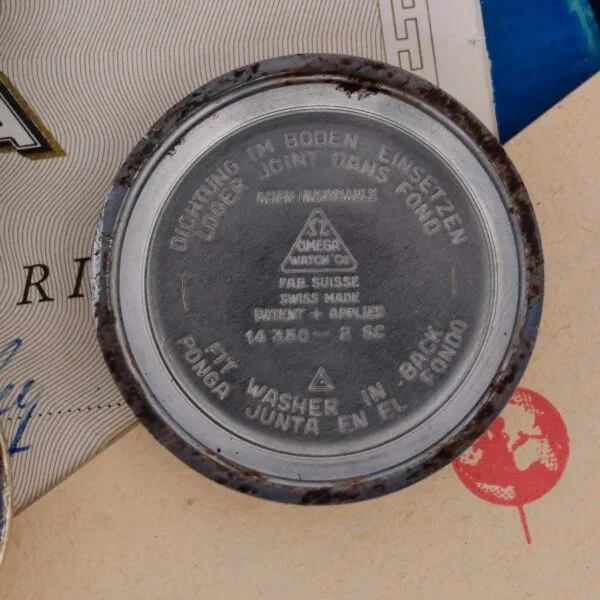 DICHTUNG IM BODEN EINSETZEN
LOGER JOINT DANS FOND
ACIER INOXYDABLE
Ω
OMEGA
WATCH CO
FAB. SUISSE
SWISS MADE
PATENT + APPLIED
14 350 - 2 SC
FIT WASHER IN BACK
PONGA JUNTA EN EL FONDO
A
RI